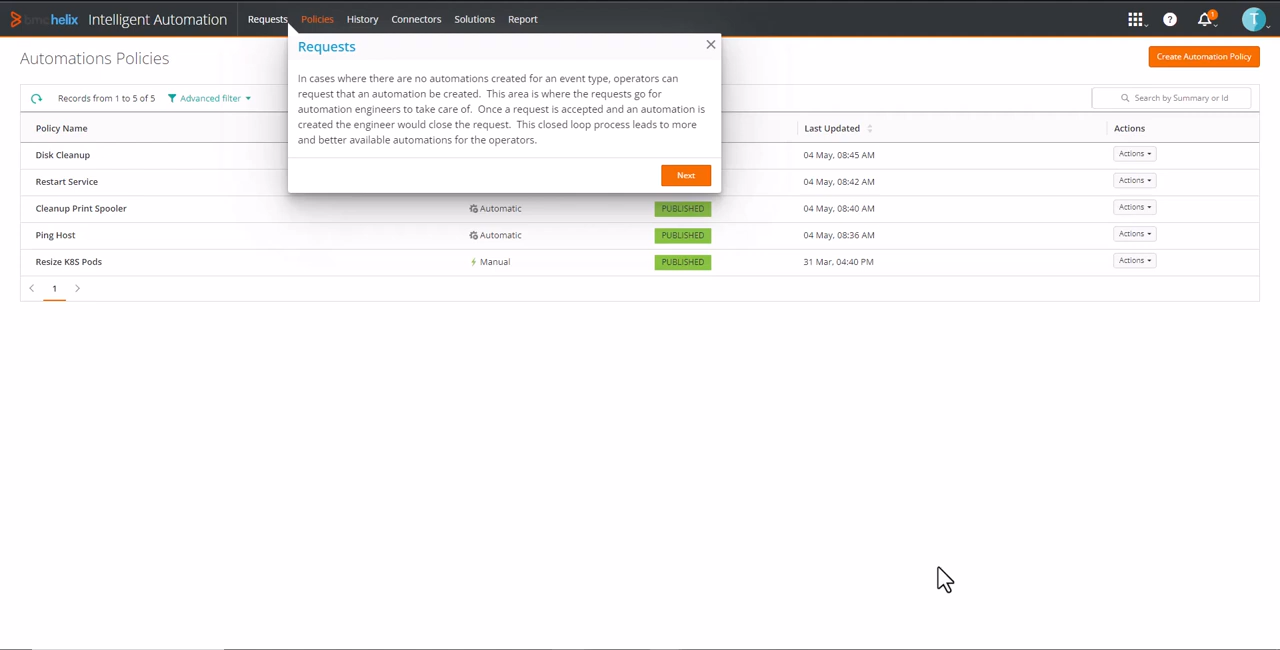 bmc helix Intelligent Automation Requests Policies History Connectors Solutions Report ? 1 T
Automations Policies
Create Automation Policy
Requests
In cases where there are no automations created for an event type, operators can
request that an automation be created. This area is where the requests go for
automation engineers to take care of. Once a request is accepted and an automation is
created the engineer would close the request. This closed loop process leads to more
and better available automations for the operators.
Next
Records from 1 to 5 of 5 Advanced filter Search by Summary or Id
Policy Name Last Updated Actions
Disk Cleanup 04 May, 08:45 AM Actions
Restart Service 04 May, 08:42 AM Actions
Cleanup Print Spooler Automatic PUBLISHED 04 May, 08:40 AM Actions
Ping Host Automatic PUBLISHED 04 May, 08:36 AM Actions
Resize K8S Pods Manual PUBLISHED 31 Mar, 04:40 PM Actions
1